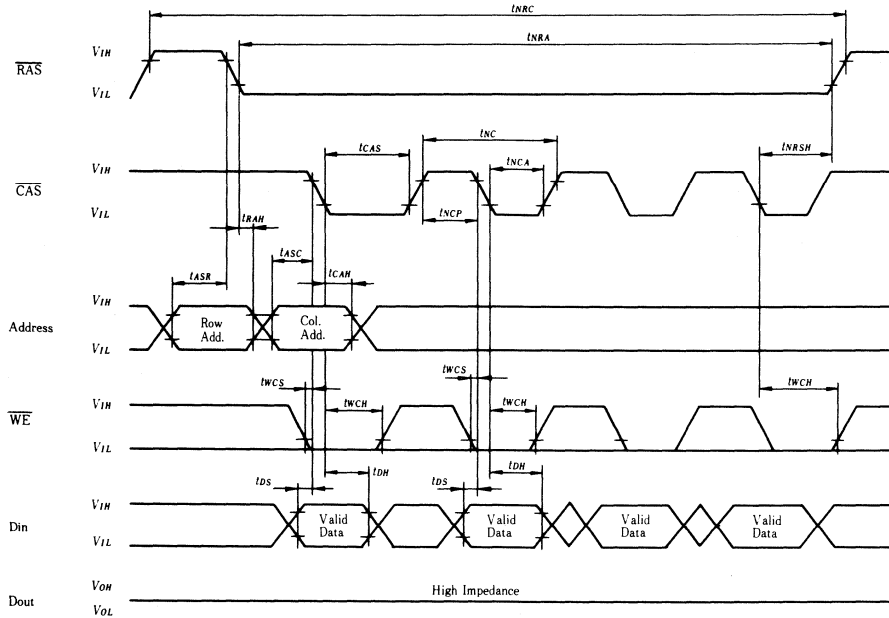 tNRC
RAS
VIH
VIL
tNRA
CAS
VIH
VIL
tCAS
tNC
tNCA
tNCP
tNRSH
tRAH
tASC
tCAH
tASR
Address
VIH
VIL
Row
Add.
Col.
Add.
WE
VIH
VIL
tWCS
tWCH
tWCS
tWCH
tWCH
tDS
tDH
tDS
tDH
Din
VIH
VIL
Valid
Data
Valid
Data
Valid
Data
Valid
Data
Dout
VOH
VOL
High Impedance